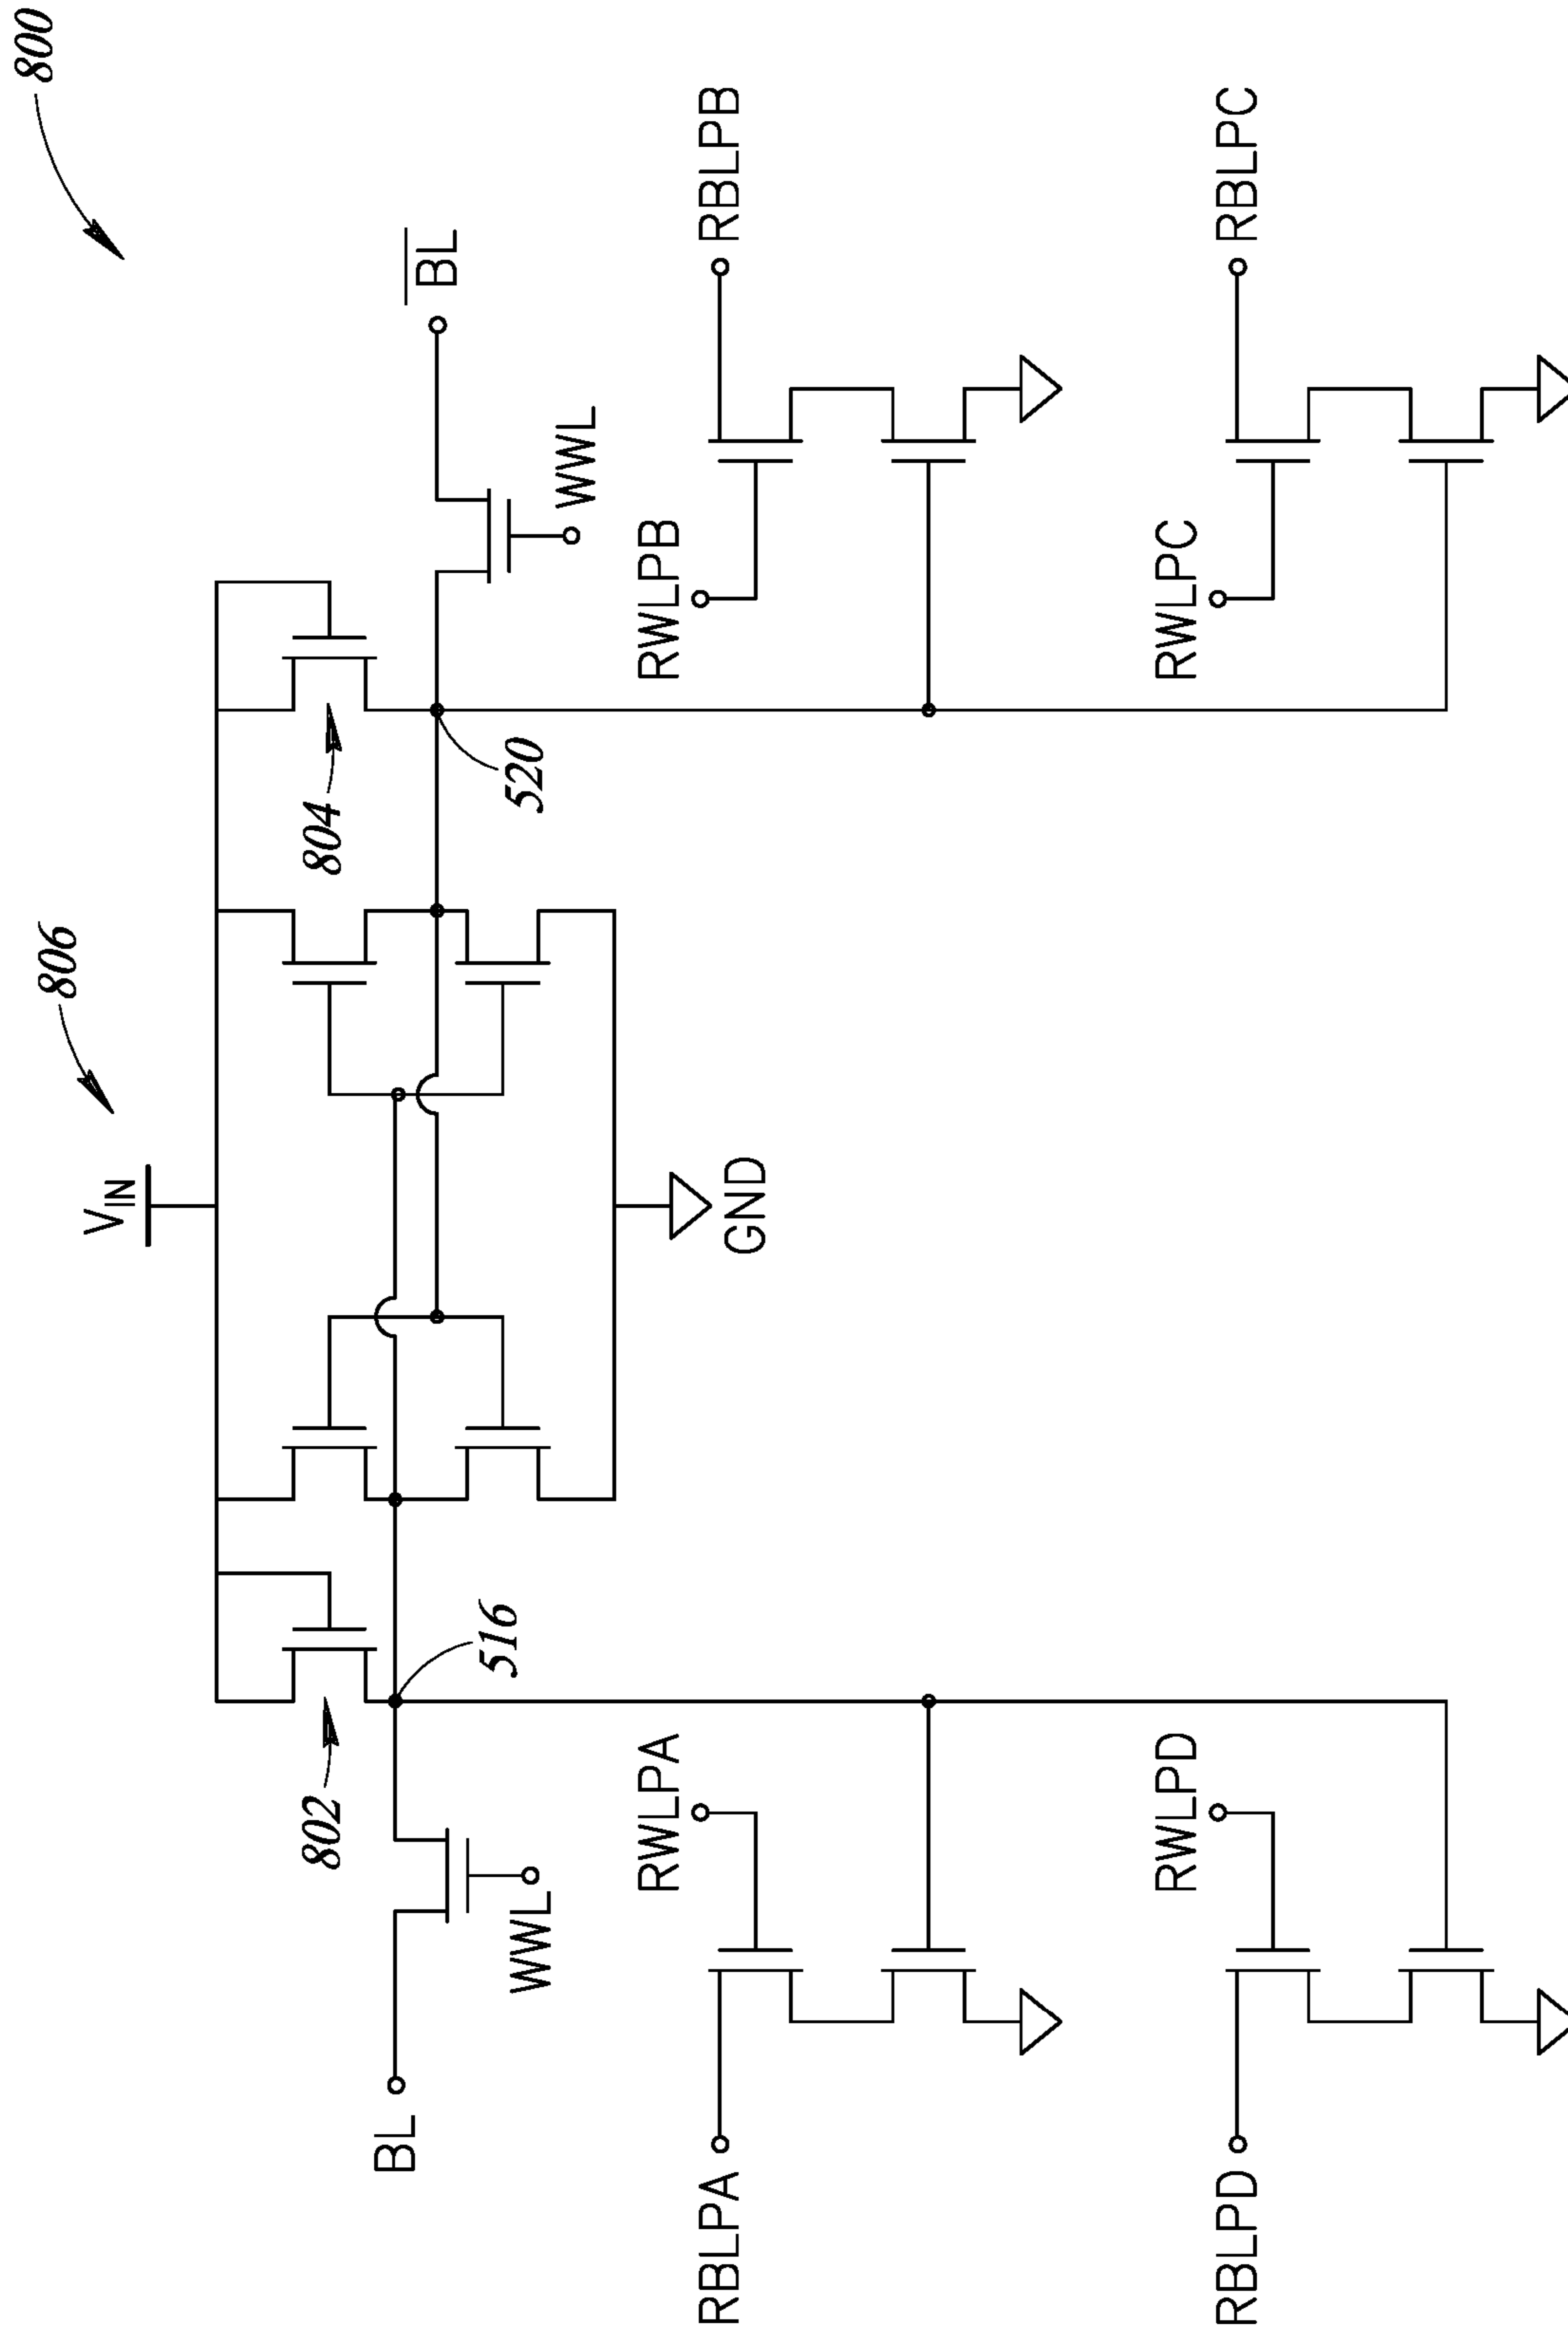 800
806
V_IN
802
804
BL
B̅L̅
516
520
WWL
WWL
GND
RWLPA
RWLPB
RBLPA
RBLPB
RWLPD
RWLPC
RBLPD
RBLPC